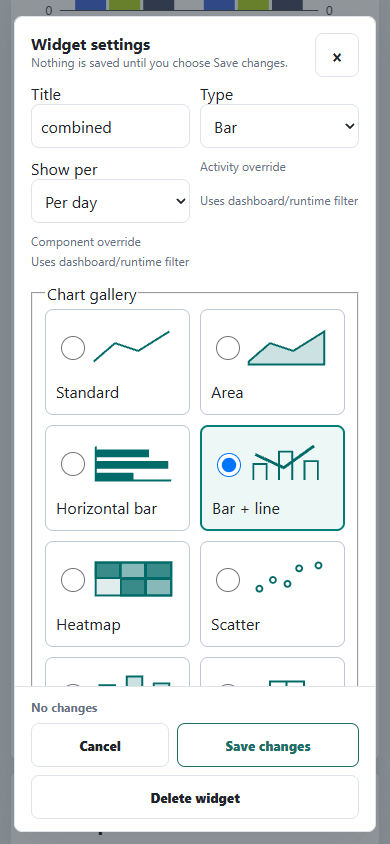 0
0
Widget settings
Nothing is saved until you choose Save changes.
×
Title
Type
combined
Bar
Show per
Activity override
Per day
Uses dashboard/runtime filter
Component override
Uses dashboard/runtime filter
Chart gallery
Standard
Area
Horizontal bar
Bar + line
Heatmap
Scatter
No changes
Cancel
Save changes
Delete widget